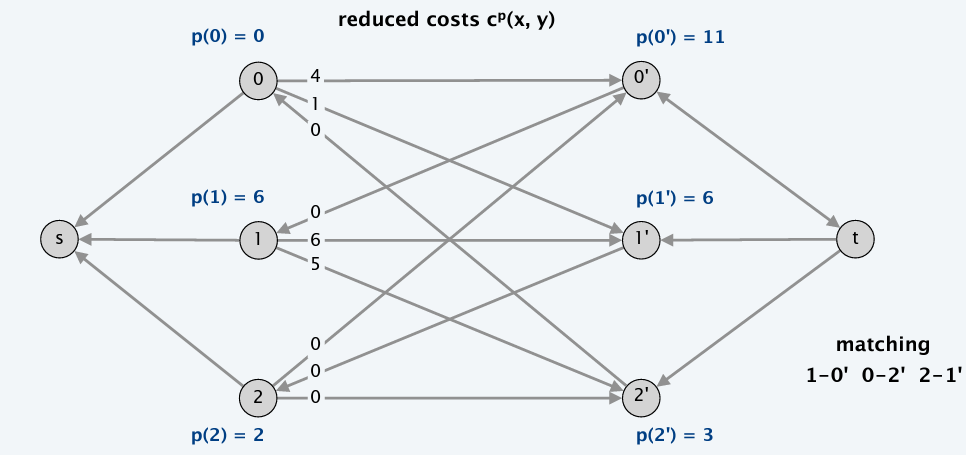 reduced costs cᵖ(x, y)
p(0) = 0
p(0') = 11
0
4
0'
1
0
p(1) = 6
p(1') = 6
0
s
1
6
1'
t
5
0
matching
0
1–0'  0–2'  2–1'
2
0
2'
p(2) = 2
p(2') = 3